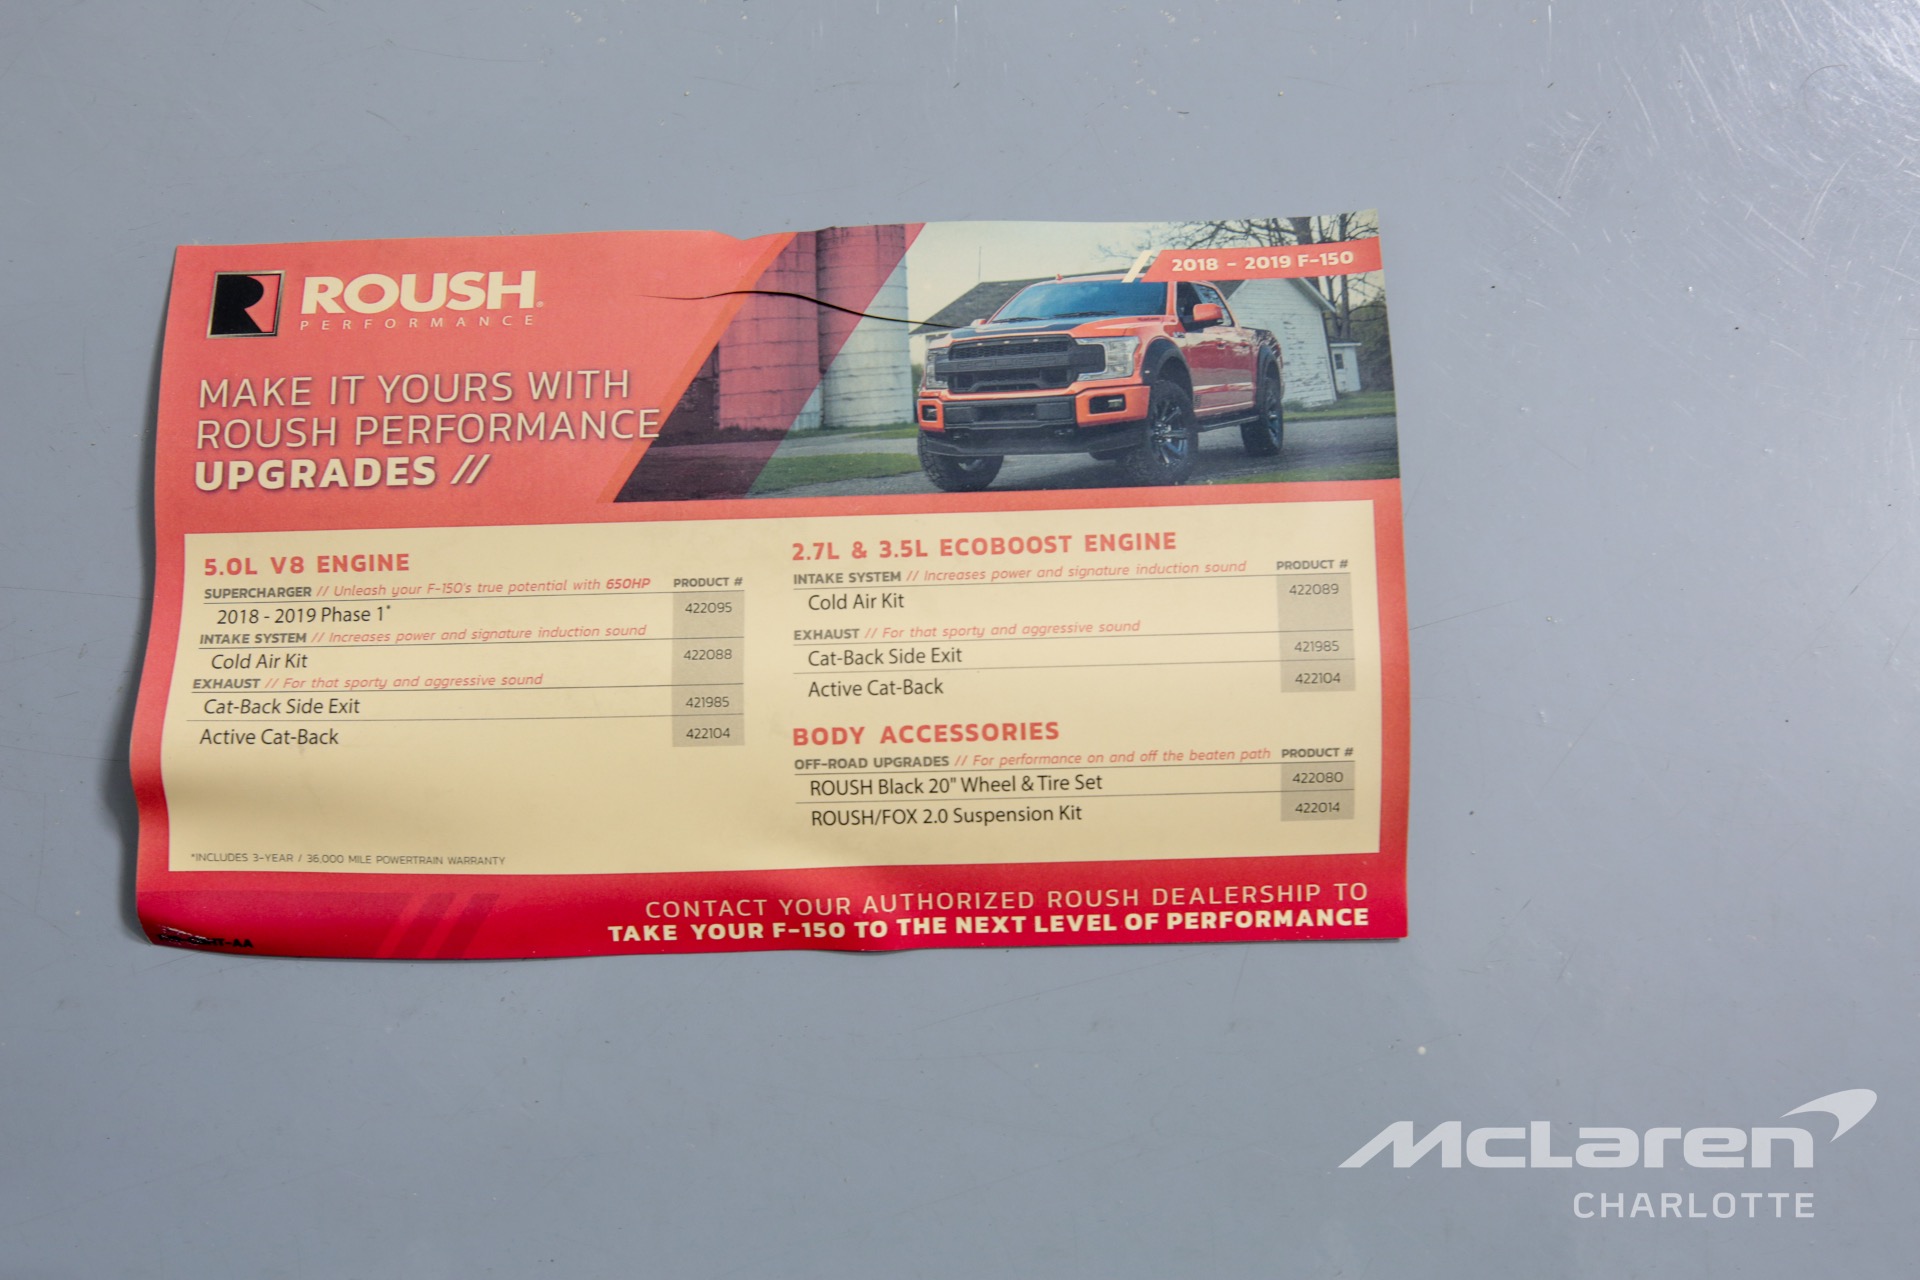 ROUSH
PERFORMANCE
2018 - 2019 F-150
MAKE IT YOURS WITH
ROUSH PERFORMANCE
UPGRADES //
5.0L V8 ENGINE
SUPERCHARGER // Unleash your F-150's true potential with 650HP PRODUCT #
2018 - 2019 Phase 1* 422095
INTAKE SYSTEM // Increases power and signature induction sound
Cold Air Kit 422088
EXHAUST // For that sporty and aggressive sound
Cat-Back Side Exit 421985
Active Cat-Back 422104
*INCLUDES 3-YEAR / 36,000 MILE POWERTRAIN WARRANTY
2.7L & 3.5L ECOBOOST ENGINE
INTAKE SYSTEM // Increases power and signature induction sound PRODUCT #
Cold Air Kit 422089
EXHAUST // For that sporty and aggressive sound
Cat-Back Side Exit 421985
Active Cat-Back 422104
BODY ACCESSORIES
OFF-ROAD UPGRADES // For performance on and off the beaten path PRODUCT #
ROUSH Black 20" Wheel & Tire Set 422080
ROUSH/FOX 2.0 Suspension Kit 422014
CONTACT YOUR AUTHORIZED ROUSH DEALERSHIP TO
TAKE YOUR F-150 TO THE NEXT LEVEL OF PERFORMANCE
McLaren
CHARLOTTE